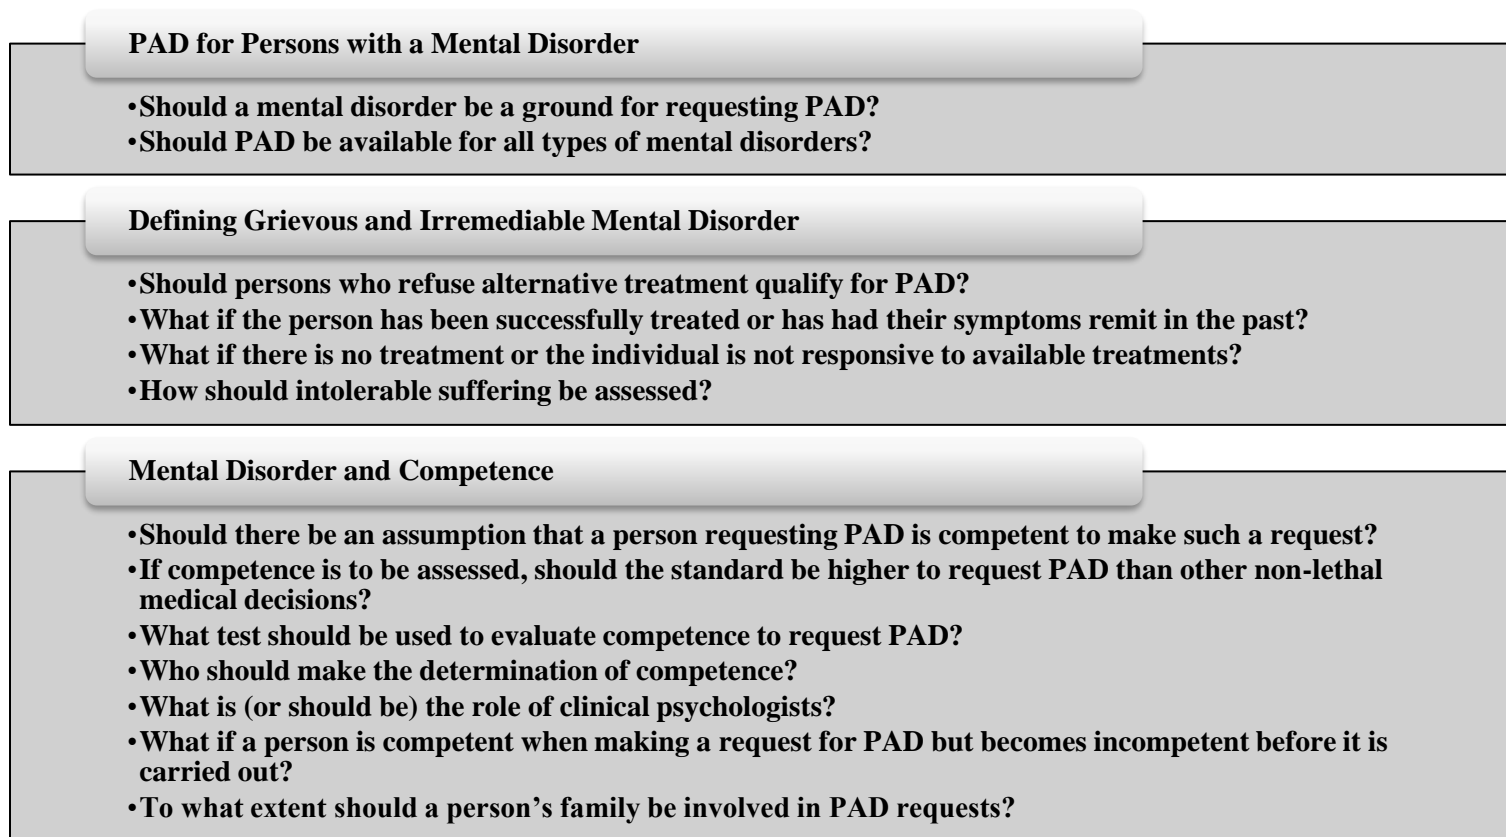 PAD for Persons with a Mental Disorder
•Should a mental disorder be a ground for requesting PAD?
•Should PAD be available for all types of mental disorders?
Defining Grievous and Irremediable Mental Disorder
•Should persons who refuse alternative treatment qualify for PAD?
•What if the person has been successfully treated or has had their symptoms remit in the past?
•What if there is no treatment or the individual is not responsive to available treatments?
•How should intolerable suffering be assessed?
Mental Disorder and Competence
•Should there be an assumption that a person requesting PAD is competent to make such a request?
•If competence is to be assessed, should the standard be higher to request PAD than other non-lethal
medical decisions?
•What test should be used to evaluate competence to request PAD?
•Who should make the determination of competence?
•What is (or should be) the role of clinical psychologists?
•What if a person is competent when making a request for PAD but becomes incompetent before it is
carried out?
•To what extent should a person’s family be involved in PAD requests?